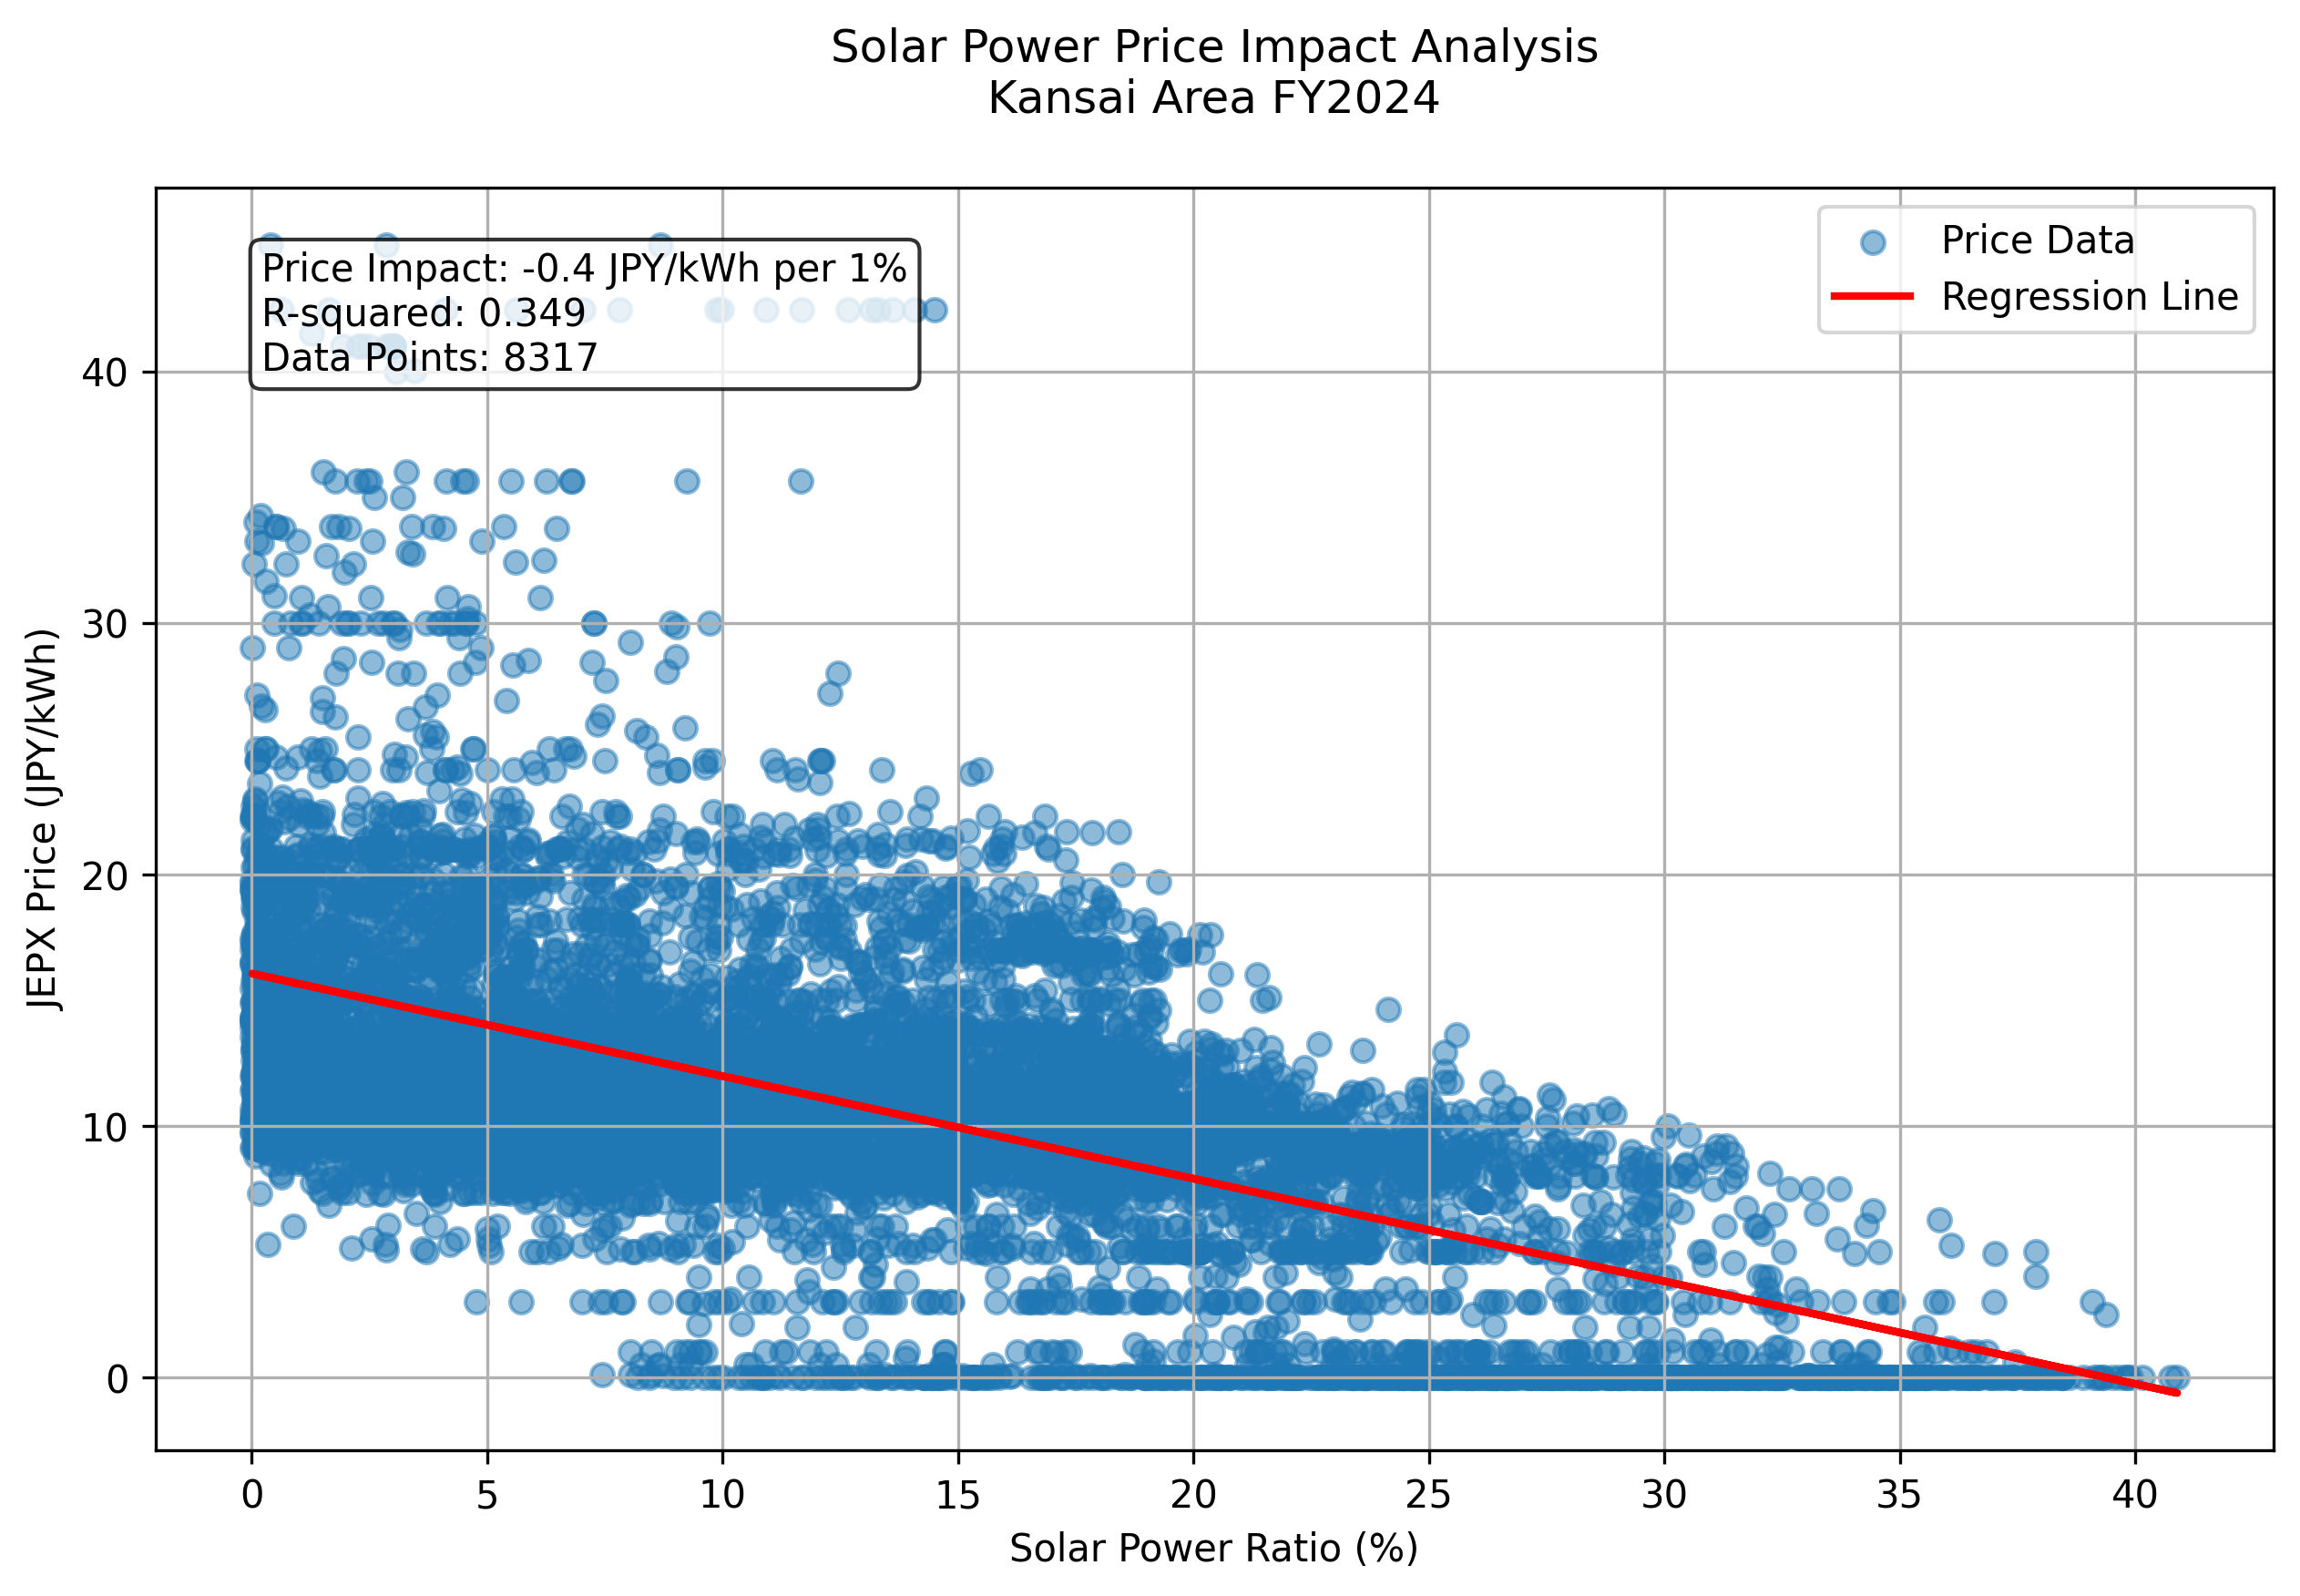 Solar Power Price Impact Analysis
Kansai Area FY2024
Price Impact: -0.4 JPY/kWh per 1%
R-squared: 0.349
Data Points: 8317
Price Data
Regression Line
JEPX Price (JPY/kWh)
40
30
20
10
0
0 5 10 15 20 25 30 35 40
Solar Power Ratio (%)